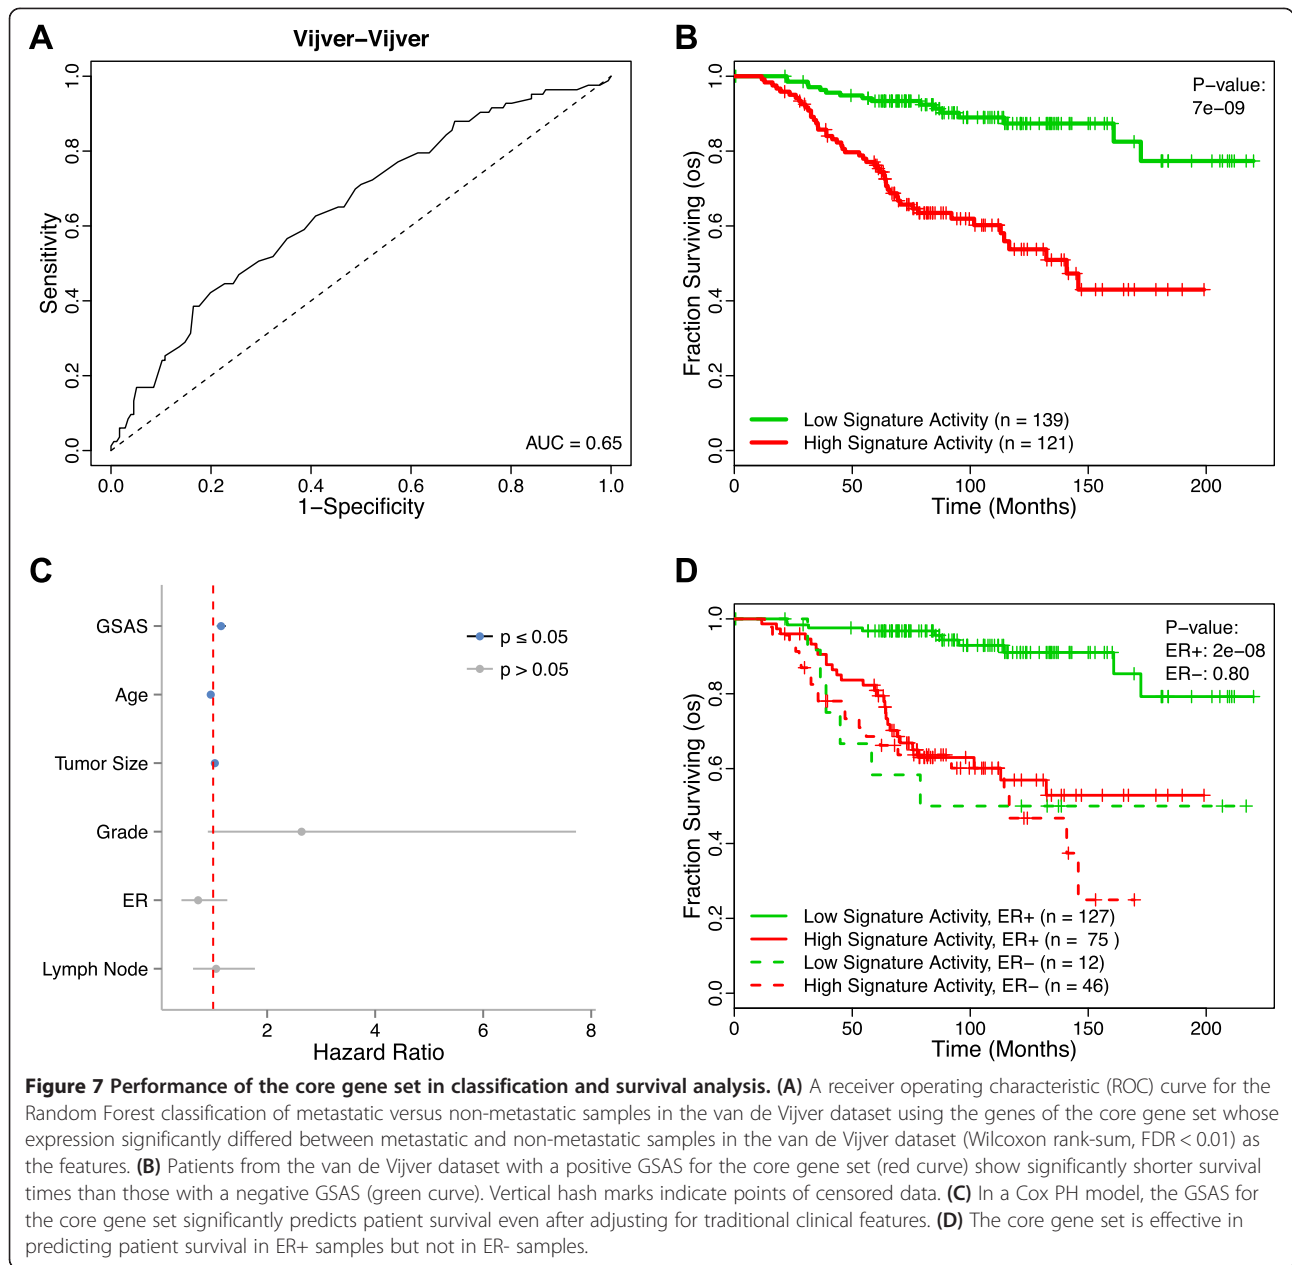 A
Vijver−Vijver
Sensitivity
1.0
0.8
0.6
0.4
0.2
0.0
AUC = 0.65
0.0 0.2 0.4 0.6 0.8 1.0
1−Specificity
B
Fraction Surviving (os)
1.0
0.8
0.6
0.4
0.2
0.0
P−value:
7e−09
Low Signature Activity (n = 139)
High Signature Activity (n = 121)
0 50 100 150 200
Time (Months)
C
GSAS
Age
Tumor Size
Grade
ER
Lymph Node
p ≤ 0.05
p > 0.05
2 4 6 8
Hazard Ratio
D
Fraction Surviving (os)
1.0
0.8
0.6
0.4
0.2
0.0
P−value:
ER+: 2e−08
ER−: 0.80
Low Signature Activity, ER+ (n = 127)
High Signature Activity, ER+ (n = 75 )
Low Signature Activity, ER− (n = 12)
High Signature Activity, ER− (n = 46)
0 50 100 150 200
Time (Months)
Figure 7 Performance of the core gene set in classification and survival analysis. (A) A receiver operating characteristic (ROC) curve for the
Random Forest classification of metastatic versus non-metastatic samples in the van de Vijver dataset using the genes of the core gene set whose
expression significantly differed between metastatic and non-metastatic samples in the van de Vijver dataset (Wilcoxon rank-sum, FDR < 0.01) as
the features. (B) Patients from the van de Vijver dataset with a positive GSAS for the core gene set (red curve) show significantly shorter survival
times than those with a negative GSAS (green curve). Vertical hash marks indicate points of censored data. (C) In a Cox PH model, the GSAS for
the core gene set significantly predicts patient survival even after adjusting for traditional clinical features. (D) The core gene set is effective in
predicting patient survival in ER+ samples but not in ER- samples.